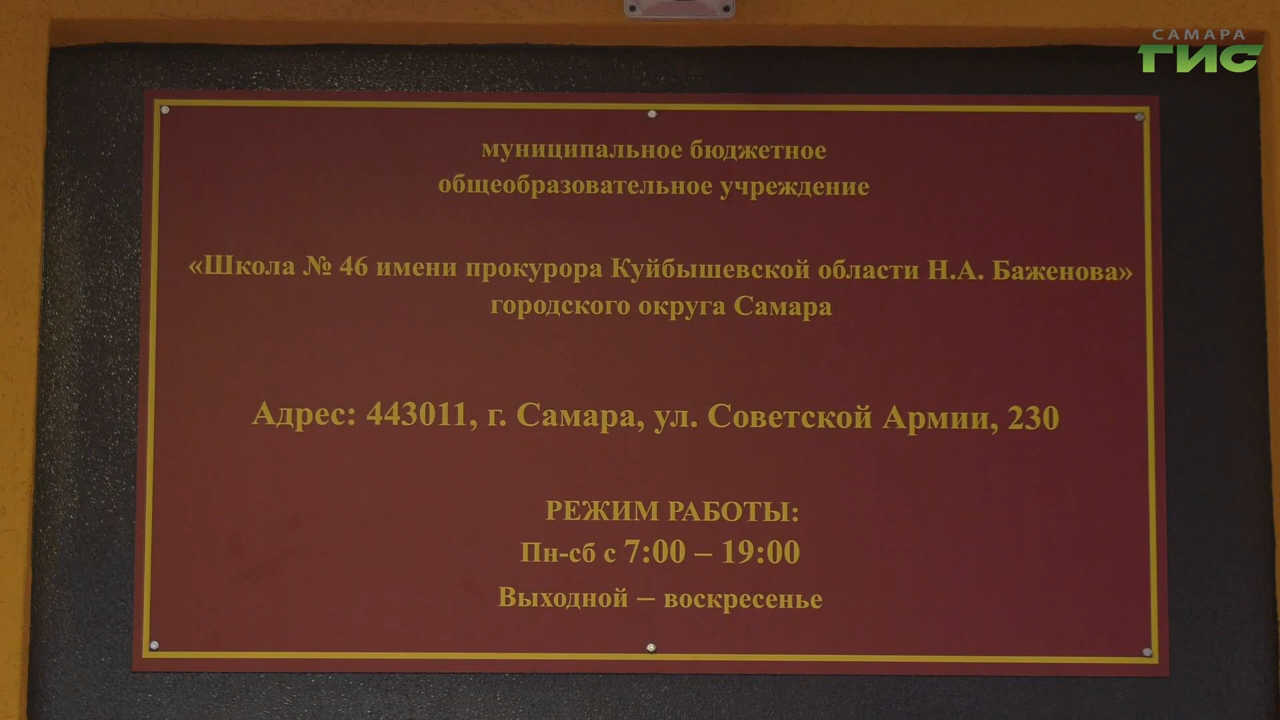 САМАРА
ГИС
муниципальное бюджетное
общеобразовательное учреждение
«Школа № 46 имени прокурора Куйбышевской области Н.А. Баженова»
городского округа Самара
Адрес: 443011, г. Самара, ул. Советской Армии, 230
РЕЖИМ РАБОТЫ:
Пн-сб с 7:00 – 19:00
Выходной – воскресенье